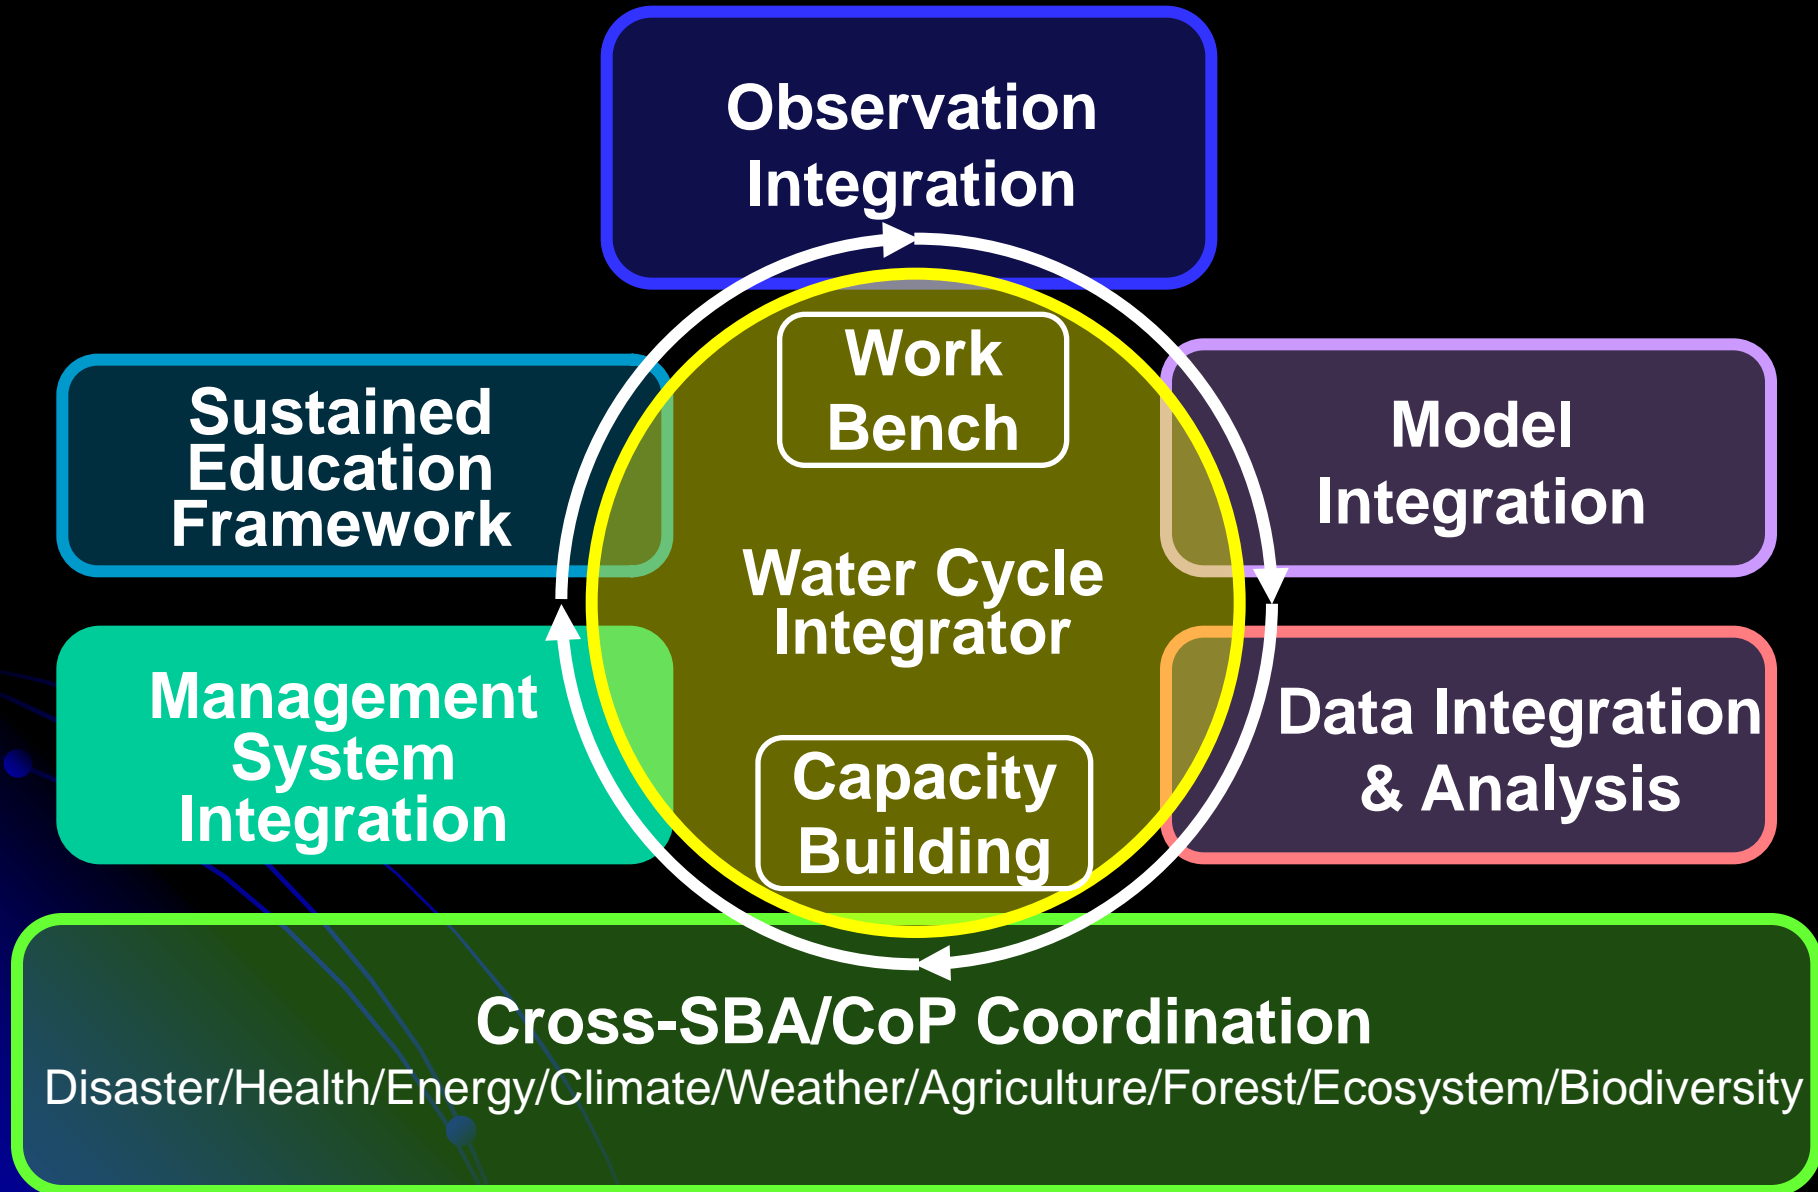 Observation
Integration
Work
Bench
Sustained
Education
Framework
Model
Integration
Water Cycle
Integrator
Management
System
Integration
Data Integration
& Analysis
Capacity
Building
Cross-SBA/CoP Coordination
Disaster/Health/Energy/Climate/Weather/Agriculture/Forest/Ecosystem/Biodiversity